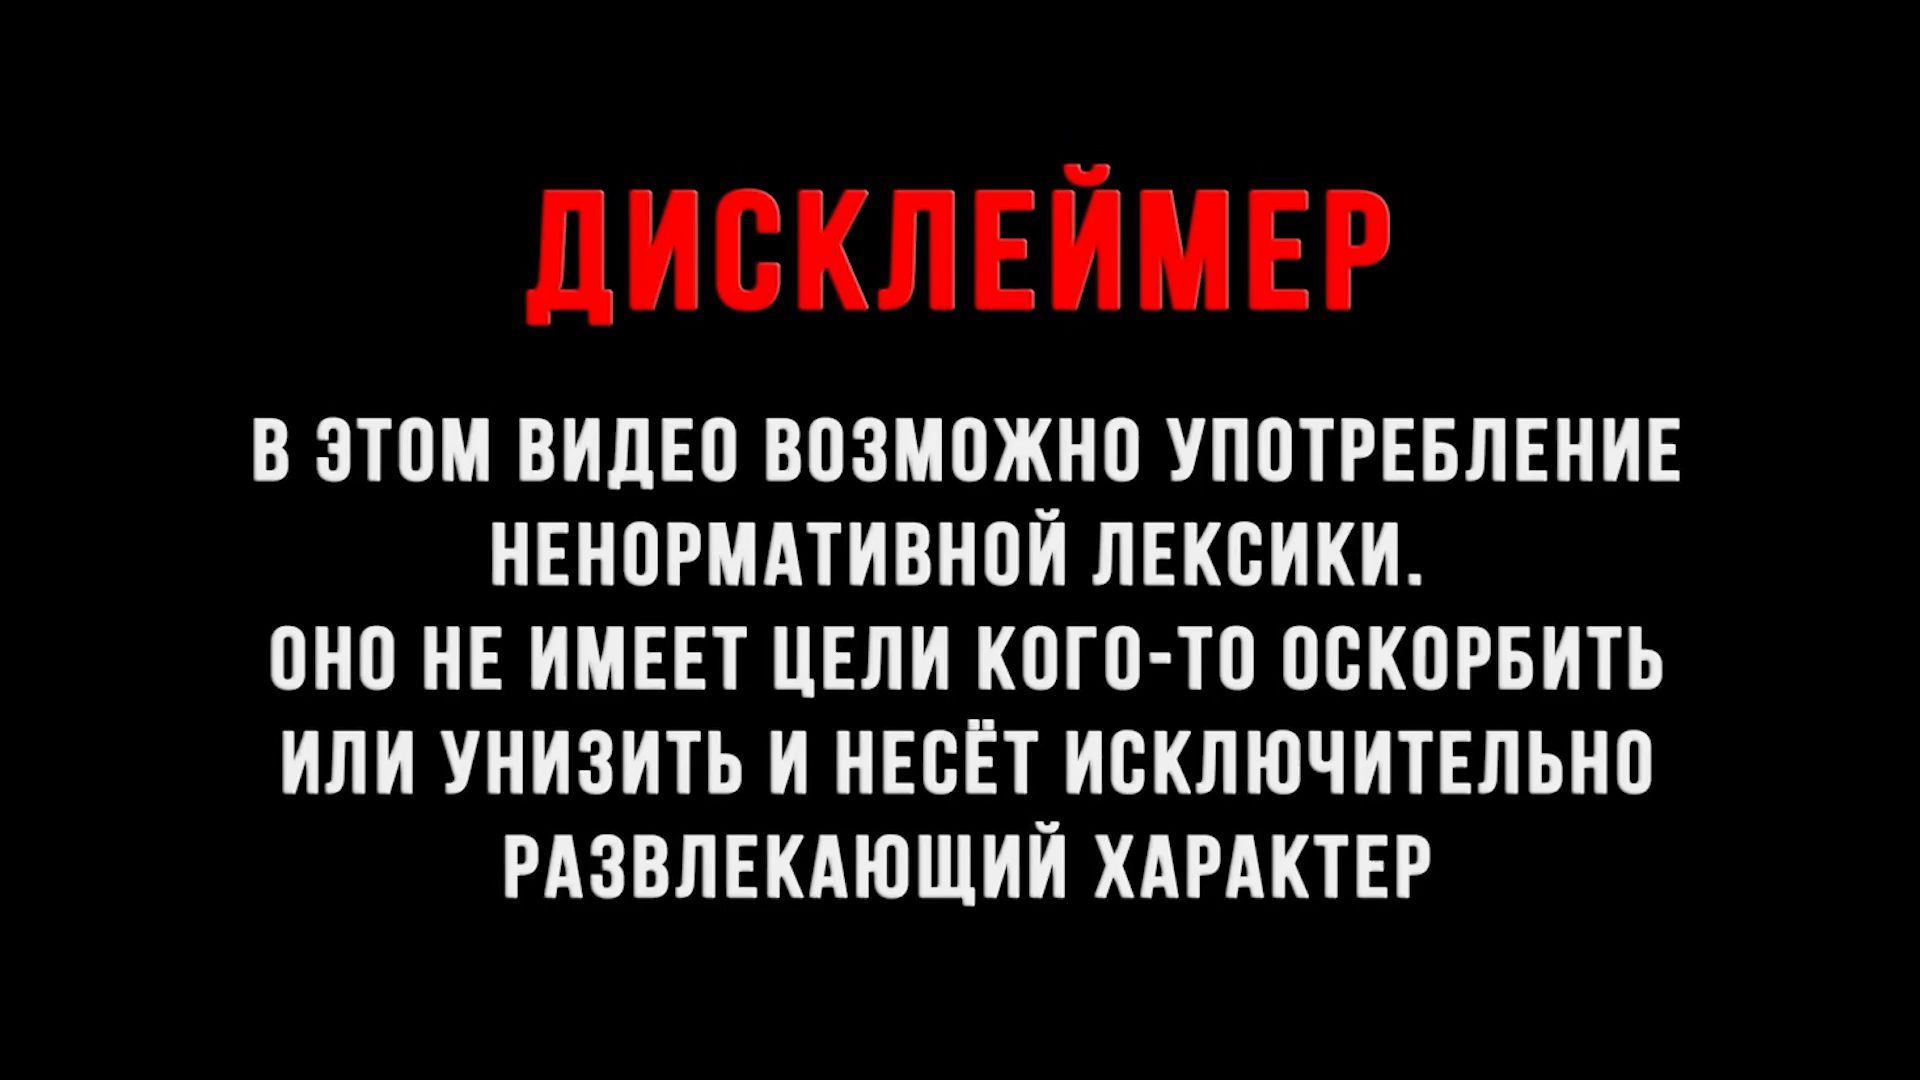 ДИСКЛЕЙМЕР
В ЭТОМ ВИДЕО ВОЗМОЖНО УПОТРЕБЛЕНИЕ
НЕНОРМАТИВНОЙ ЛЕКСИКИ.
ОНО НЕ ИМЕЕТ ЦЕЛИ КОГО-ТО ОСКОРБИТЬ
ИЛИ УНИЗИТЬ И НЕСЁТ ИСКЛЮЧИТЕЛЬНО
РАЗВЛЕКАЮЩИЙ ХАРАКТЕР